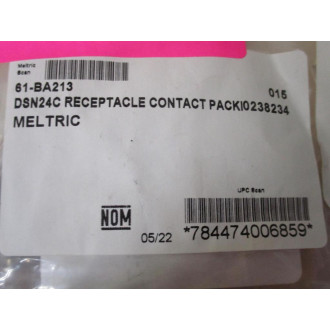 Meltric
Scan
61-BA213
015
DSN24C RECEPTACLE CONTACT PACKI0238234
MELTRIC
UPC Scan
NOM
05/22
*784474006859*